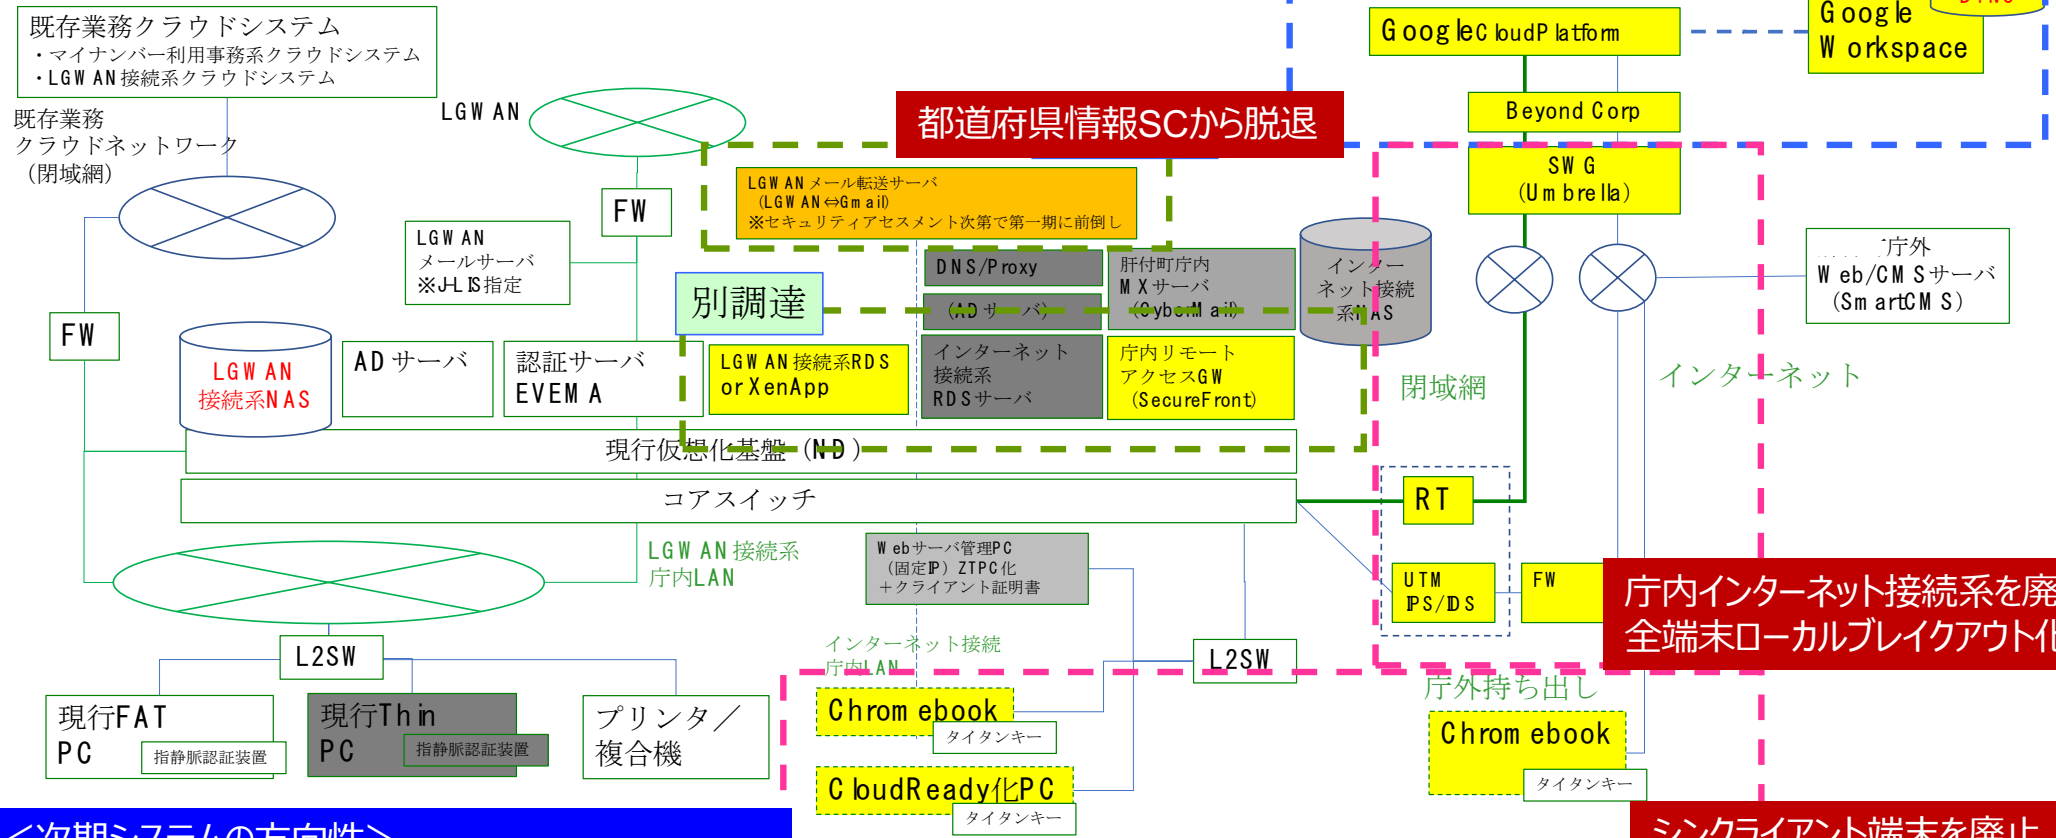 既存業務クラウドシステム
・マイナンバー利用事務系クラウドシステム
・LGWAN接続系クラウドシステム
既存業務
クラウドネットワーク
（閉域網）
LGWAN
都道府県情報SCから脱退
GoogleCloudPlatform
Google
Workspace
Beyond Corp
SWG
（Umbrella）
FW
FW
LGWAN
メールサーバ
※J-LIS指定
LGWANメール転送サーバ
（LGWAN⇔Gmail）
※セキュリティアセスメント次第で第一期に前倒し
別調達
DNS/Proxy
（ADサーバ）
肝付町庁内
MXサーバ
（CyberMail）
インター
ネット接続
系NAS
庁外
Web/CMSサーバ
（SmartCMS）
LGWAN
接続系NAS
ADサーバ
認証サーバ
EVEMA
LGWAN接続系RDS
orXenApp
インターネット
接続系
RDSサーバ
庁内リモート
アクセスGW
（SecureFront）
閉域網
インターネット
現行仮想化基盤（ND）
コアスイッチ
RT
LGWAN接続系
庁内LAN
Webサーバ管理PC
（固定IP）ZTPC化
＋クライアント証明書
UTM
IPS/IDS
FW
庁内インターネット接続系を廃
全端末ローカルブレイクアウト化
インターネット接続
庁内LAN
L2SW
L2SW
庁外持ち出し
現行FAT
PC
指静脈認証装置
現行Thin
PC
指静脈認証装置
プリンタ／
複合機
Chromebook
タイタンキー
CloudReady化PC
タイタンキー
Chromebook
タイタンキー
＜次期システムの方向性＞
シンクライアント端末を廃止